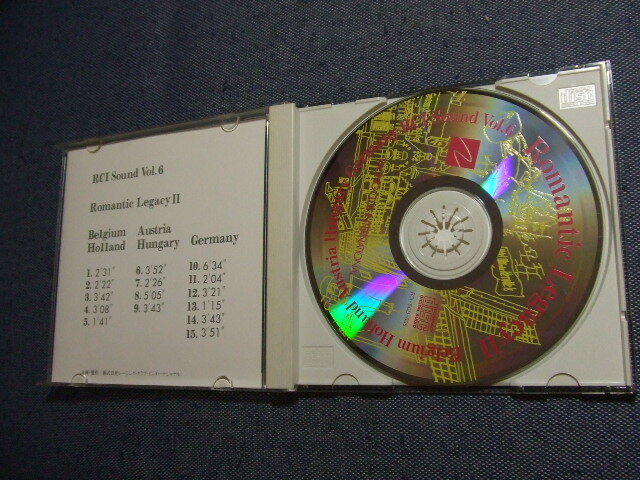 RCI Sound Vol.6
Romantic Legacy II
Belgium
Holland
1. 2'31"
2. 2'22"
3. 3'42"
4. 3'08"
5. 1'41"
Austria
Hungary
6. 3'52"
7. 2'26"
8. 5'05"
9. 3'43"
Germany
10. 6'34"
11. 2'04"
12. 3'21"
13. 1'15"
14. 3'43"
15. 3'51"
Sound Vol.6
Romantic Legacy II
Belgium Holland
Austria
disc